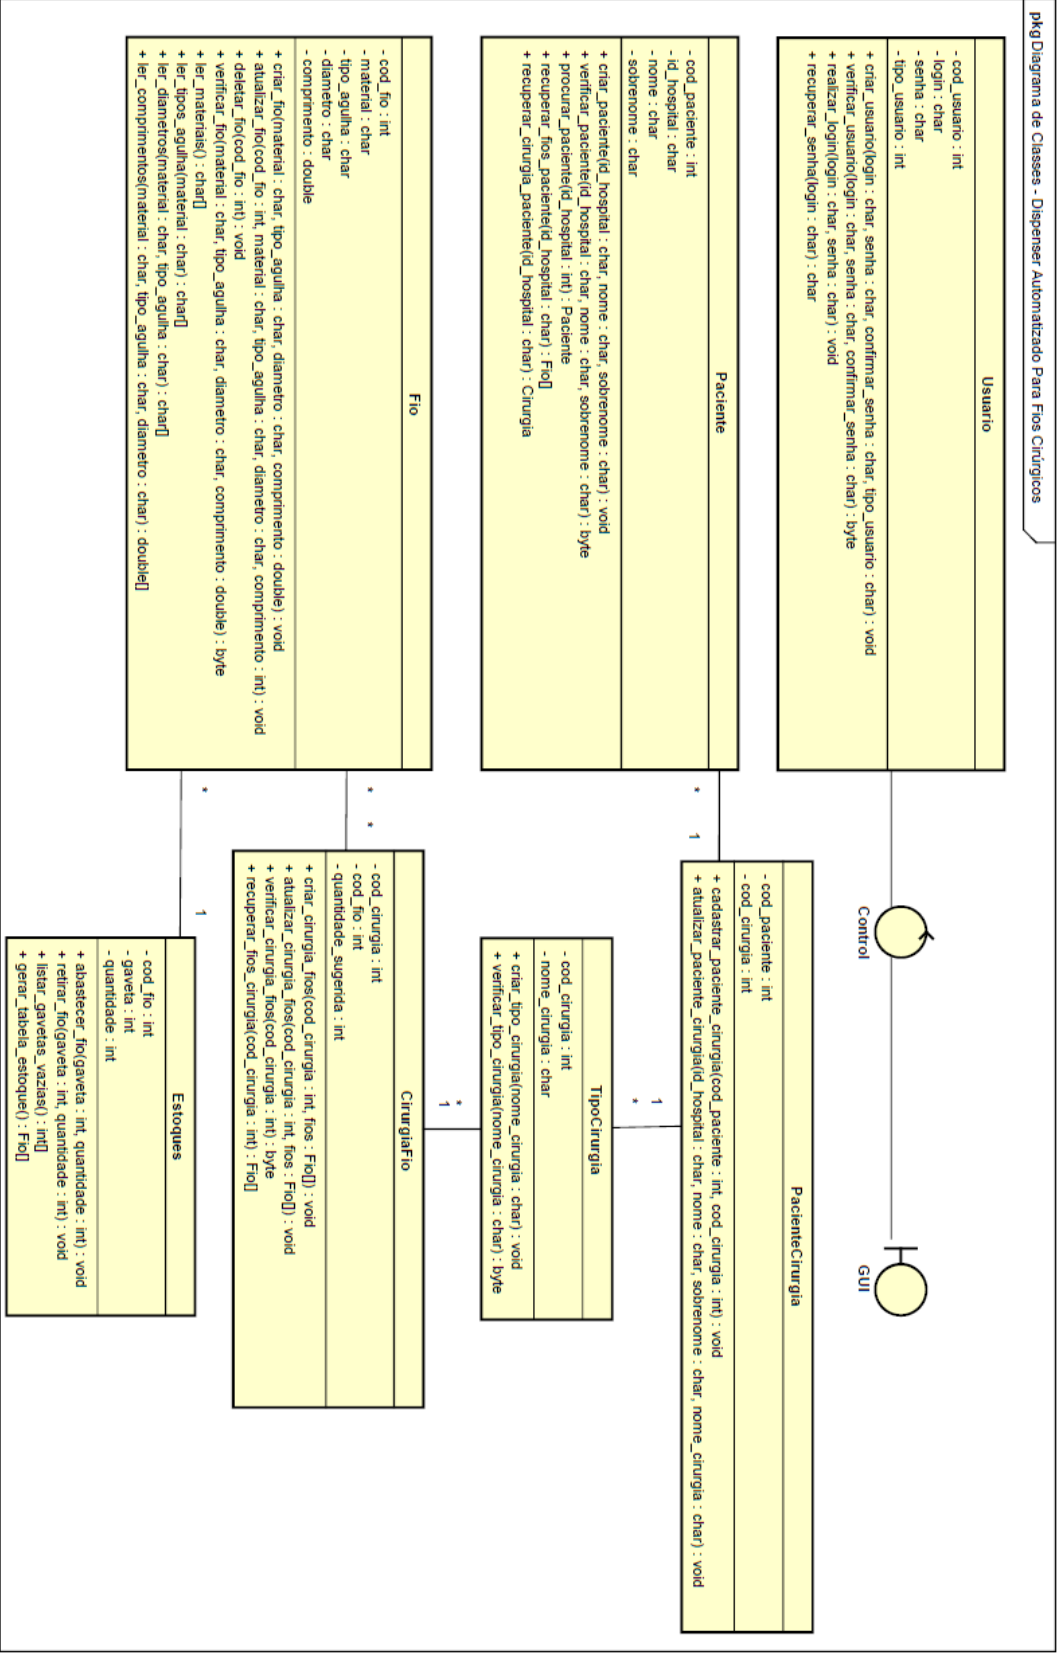 pkg Diagrama de Classes - Dispenser Automatizado Para Fios Cirúrgicos
Usuario
- cod_usuario : int
- login : char
- senha : char
- tipo_usuario : int
+ criar_usuario(login : char, senha : char, confirmar_senha : char, tipo_usuario : char) : void
+ verificar_usuario(login : char, senha : char, confirmar_senha : char) : byte
+ realizar_login(login : char, senha : char) : void
+ recuperar_senha(login : char) : char
Control
GUI
Paciente
- cod_paciente : int
- id_hospital : char
- nome : char
- sobrenome : char
+ criar_paciente(id_hospital : char, nome : char, sobrenome : char) : void
+ verificar_paciente(id_hospital : char, nome : char, sobrenome : char) : byte
+ procurar_paciente(id_hospital : int) : Paciente
+ recuperar_fios_paciente(id_hospital : char) : Fio[]
+ recuperar_cirurgia_paciente(id_hospital : char) : Cirurgia
* 1
PacienteCirurgia
- cod_paciente : int
- cod_cirurgia : int
+ cadastrar_paciente_cirurgia(cod_paciente : int, cod_cirurgia : int) : void
+ atualizar_paciente_cirurgia(id_hospital : char, nome : char, sobrenome : char, nome_cirurgia : char) : void
1
*
TipoCirurgia
- cod_cirurgia : int
- nome_cirurgia : char
+ criar_tipo_cirurgia(nome_cirurgia : char) : void
+ verificar_tipo_cirurgia(nome_cirurgia : char) : byte
*
1
Fio
- cod_fio : int
- material : char
- tipo_agulha : char
- diametro : char
- comprimento : double
+ criar_fio(material : char, tipo_agulha : char, diametro : char, comprimento : double) : void
+ atualizar_fio(cod_fio : int, material : char, tipo_agulha : char, diametro : char, comprimento : int) : void
+ deletar_fio(cod_fio : int) : void
+ verificar_fio(material : char, tipo_agulha : char, diametro : char, comprimento : double) : byte
+ ler_materiais() : char[]
+ ler_tipos_agulha(material : char) : char[]
+ ler_diametros(material : char, tipo_agulha : char) : char[]
+ ler_comprimentos(material : char, tipo_agulha : char, diametro : char) : double[]
* *
CirurgiaFio
- cod_cirurgia : int
- cod_fio : int
- quantidade_sugerida : int
+ criar_cirurgia_fios(cod_cirurgia : int, fios : Fio[]) : void
+ atualizar_cirurgia_fios(cod_cirurgia : int, fios : Fio[]) : void
+ verificar_cirurgia_fios(cod_cirurgia : int) : byte
+ recuperar_fios_cirurgia(cod_cirurgia : int) : Fio[]
* 1
Estoques
- cod_fio : int
- gaveta : int
- quantidade : int
+ abastecer_fio(gaveta : int, quantidade : int) : void
+ retirar_fio(gaveta : int, quantidade : int) : void
+ listar_gavetas_vazias() : int[]
+ gerar_tabela_estoque() : Fio[]